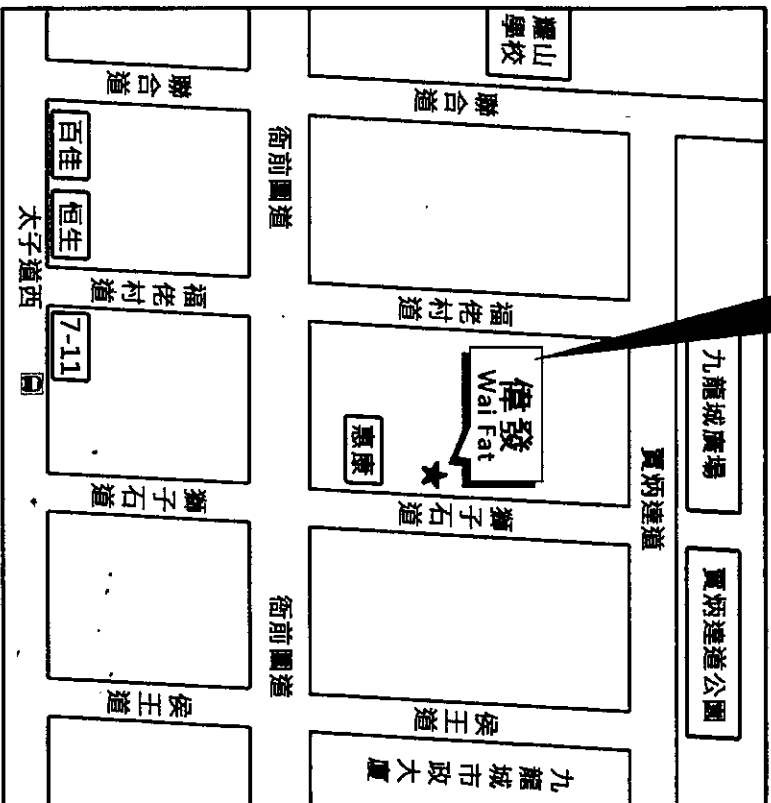 耀山
學校
聯合道
聯合道
百佳
恒生
衙前圍道
太子道西
福佬村道
福佬村道
7-11
偉發
Wai Fat
惠康
九龍城廣場
賈炳達道
獅子石道
獅子石道
衙前圍道
賈炳達道公園
侯王道
侯王道
九龍城市政大廈